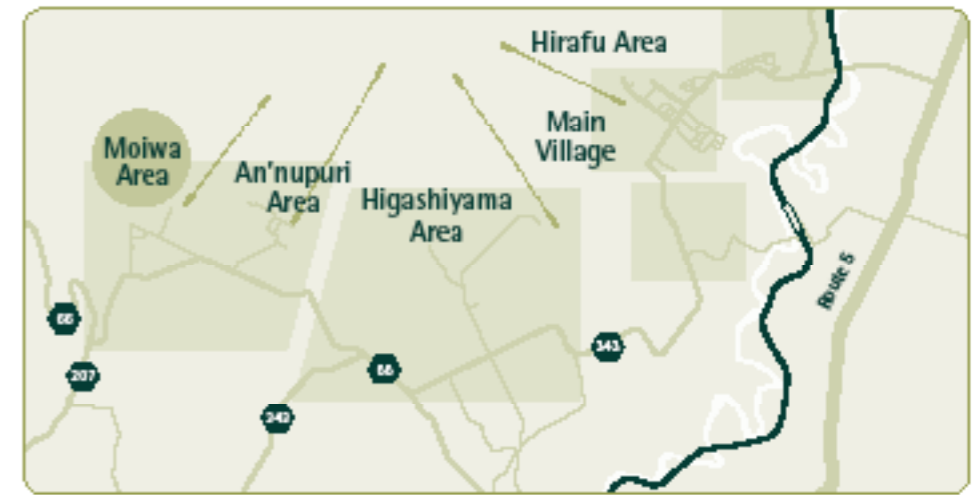 Hirafu Area
Main
Village
Moiwa
Area
An'nupuri
Area
Higashiyama
Area
Route 5
66
207
66
343
343